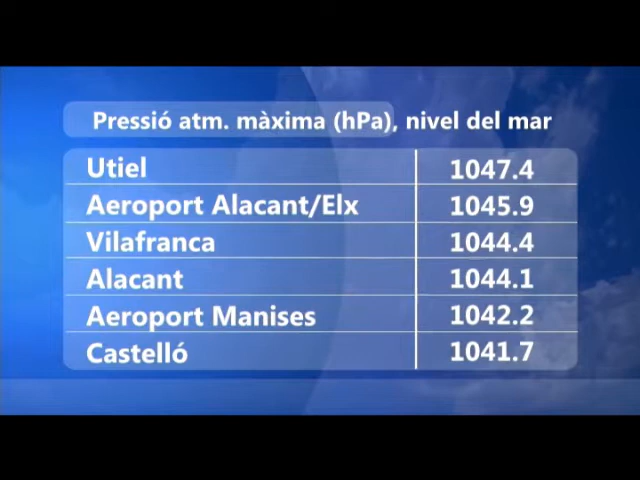 Pressió atm. màxima (hPa), nivel del mar
Utiel 1047.4
Aeroport Alacant/Elx 1045.9
Vilafranca 1044.4
Alacant 1044.1
Aeroport Manises 1042.2
Castelló 1041.7